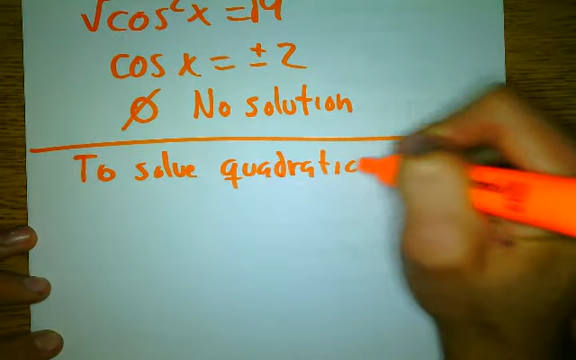 √cos²x = √4
cos x = ± 2
∅ No solution
To solve quadratic